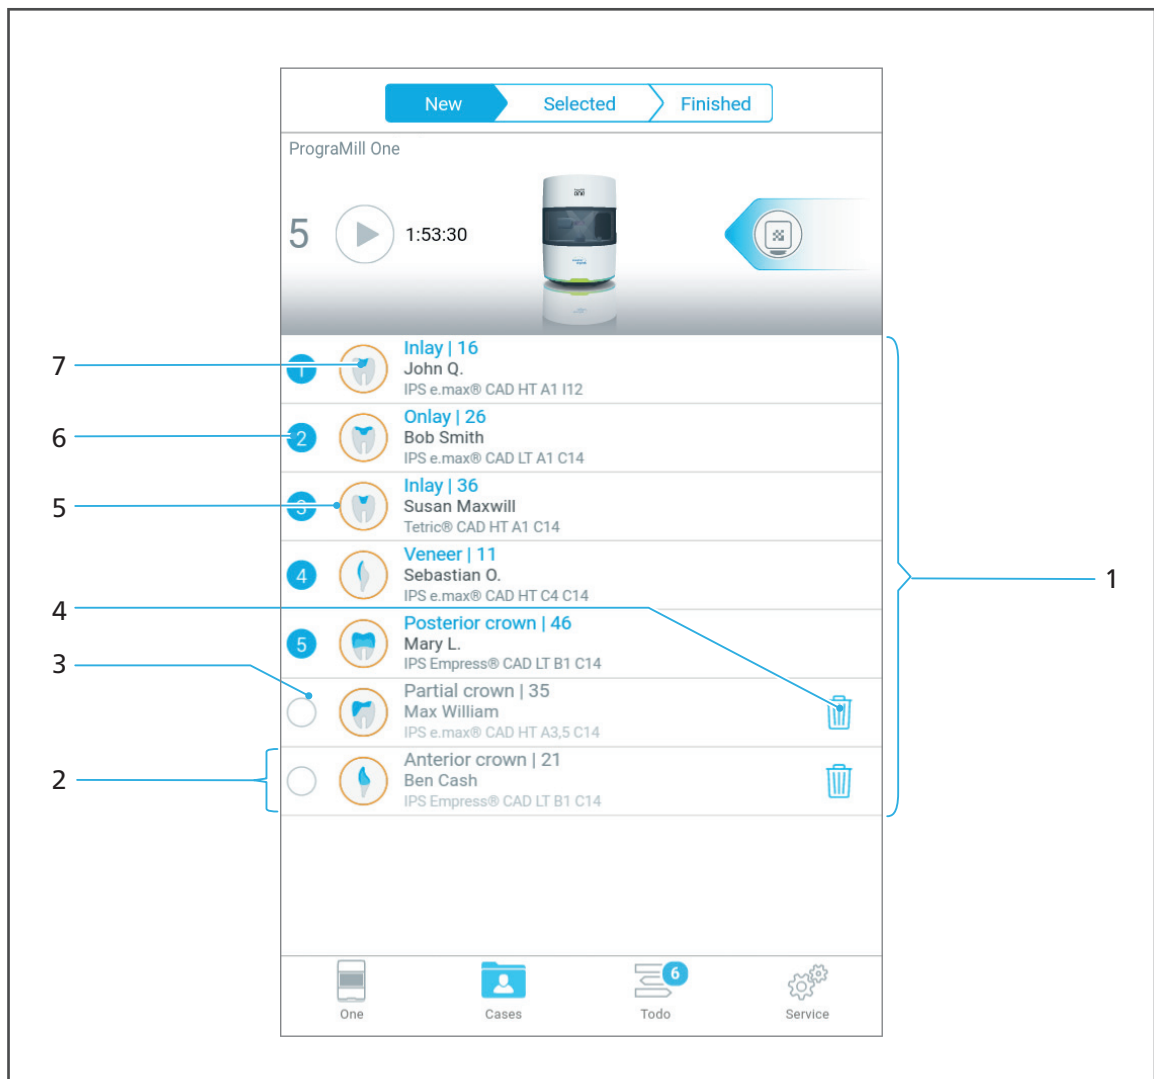 New Selected Finished
PrograMill One
5 1:53:30
7
1 Inlay | 16
John Q.
IPS e.max® CAD HT A1 I12
6
2 Onlay | 26
Bob Smith
IPS e.max® CAD LT A1 C14
5
3 Inlay | 36
Susan Maxwill
Tetric® CAD HT A1 C14
4 Veneer | 11
Sebastian O.
IPS e.max® CAD HT C4 C14
1
4
5 Posterior crown | 46
Mary L.
IPS Empress® CAD LT B1 C14
3
Partial crown | 35
Max William
IPS e.max® CAD HT A3,5 C14
2
Anterior crown | 21
Ben Cash
IPS Empress® CAD LT B1 C14
6
One Cases Todo Service